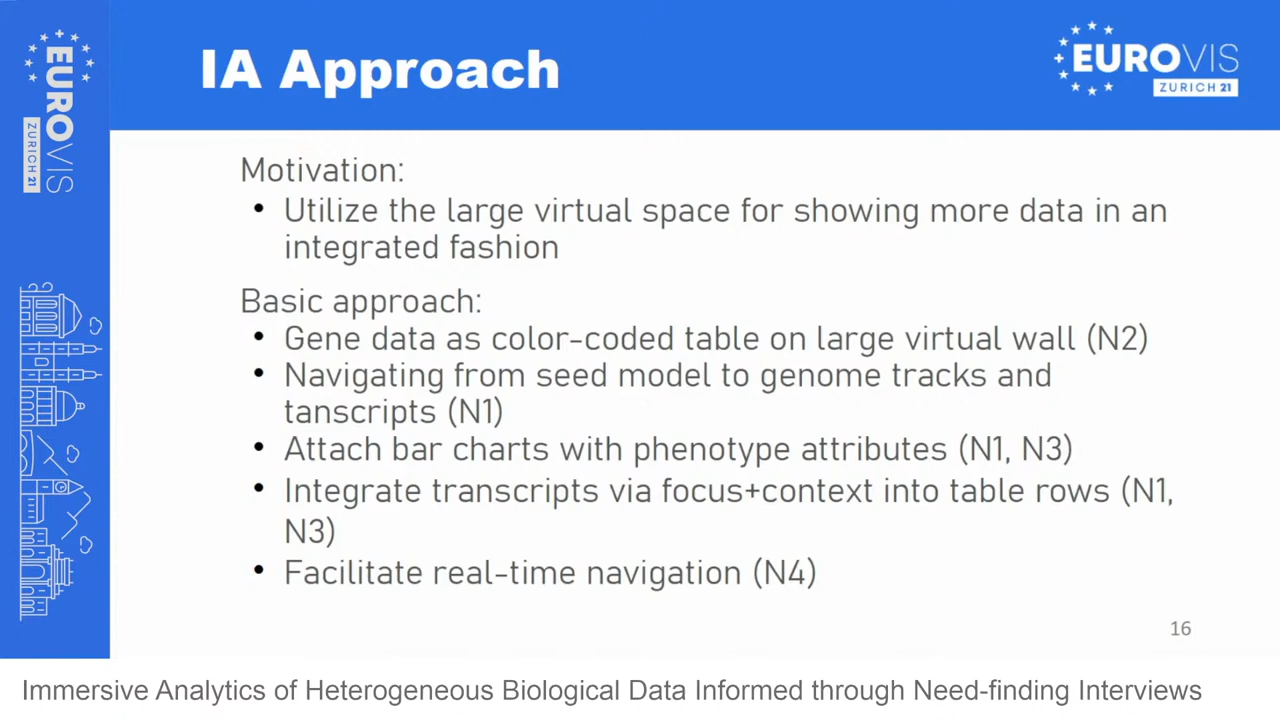 IA Approach
EUROVIS
ZURICH 21
EUROVIS
ZURICH 21
Motivation:
• Utilize the large virtual space for showing more data in an
integrated fashion
Basic approach:
• Gene data as color-coded table on large virtual wall (N2)
• Navigating from seed model to genome tracks and
tanscripts (N1)
• Attach bar charts with phenotype attributes (N1, N3)
• Integrate transcripts via focus+context into table rows (N1,
N3)
• Facilitate real-time navigation (N4)
16
Immersive Analytics of Heterogeneous Biological Data Informed through Need-finding Interviews